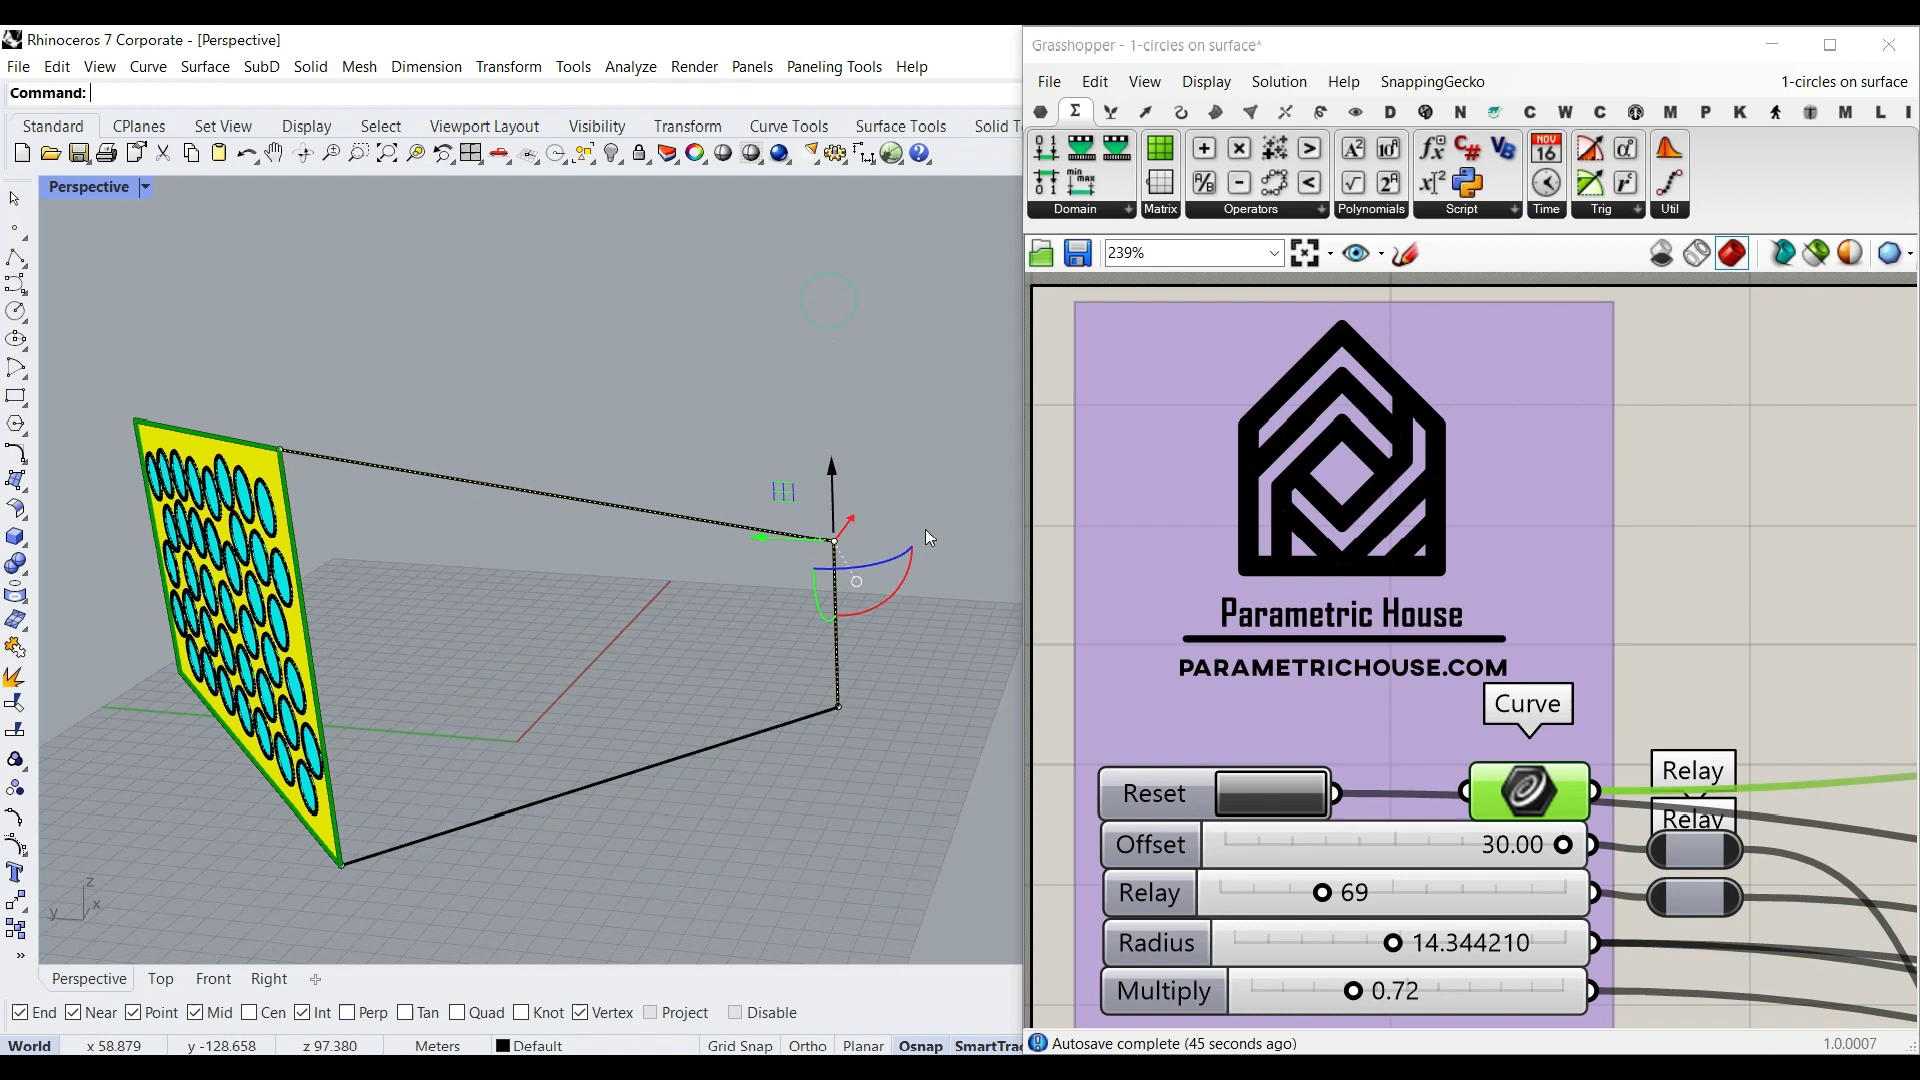 Rhinoceros 7 Corporate - [Perspective]
File Edit View Curve Surface SubD Solid Mesh Dimension Transform Tools Analyze Render Panels Paneling Tools Help
Command:
Standard CPlanes Set View Display Select Viewport Layout Visibility Transform Curve Tools Surface Tools Solid T
Perspective
z
y x
Perspective Top Front Right
End Near Point Mid Cen Int Perp Tan Quad Knot Vertex Project Disable
World x 58.879 y -128.658 z 97.380 Meters Default Grid Snap Ortho Planar Osnap SmartTrac
Grasshopper - 1-circles on surface*
File Edit View Display Solution Help SnappingGecko 1-circles on surface
D N C W C M P K M L I
Domain Matrix Operators Polynomials Script Time Trig Util
239%
Parametric House
PARAMETRICHOUSE.COM
Curve
Reset
Relay
Relay
Offset 30.00
Relay 69
Radius 14.344210
Multiply 0.72
Autosave complete (45 seconds ago) 1.0.0007